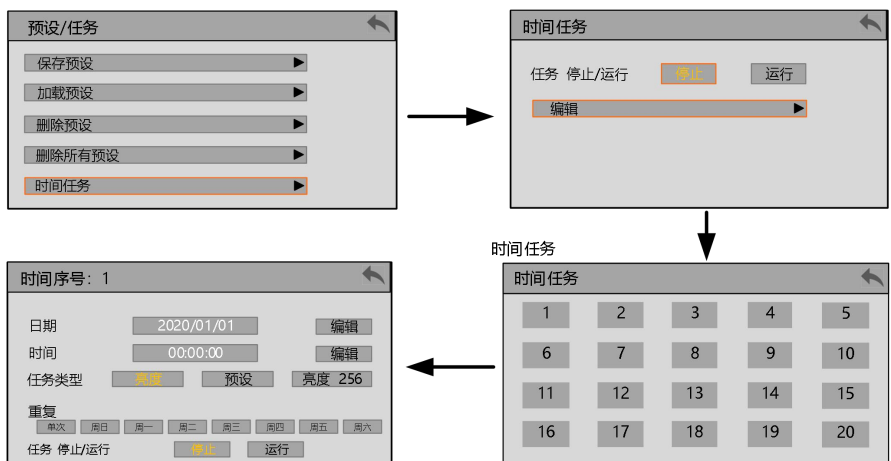 预设/任务
保存预设
加载预设
删除预设
删除所有预设
时间任务
时间任务
任务 停止/运行 停止 运行
编辑
时间任务
时间任务
1 2 3 4 5
6 7 8 9 10
11 12 13 14 15
16 17 18 19 20
时间序号: 1
日期 2020/01/01 编辑
时间 00:00:00 编辑
任务类型 亮度 预设 亮度 256
重复
单次 周日 周一 周二 周三 周四 周五 周六
任务 停止/运行 停止 运行